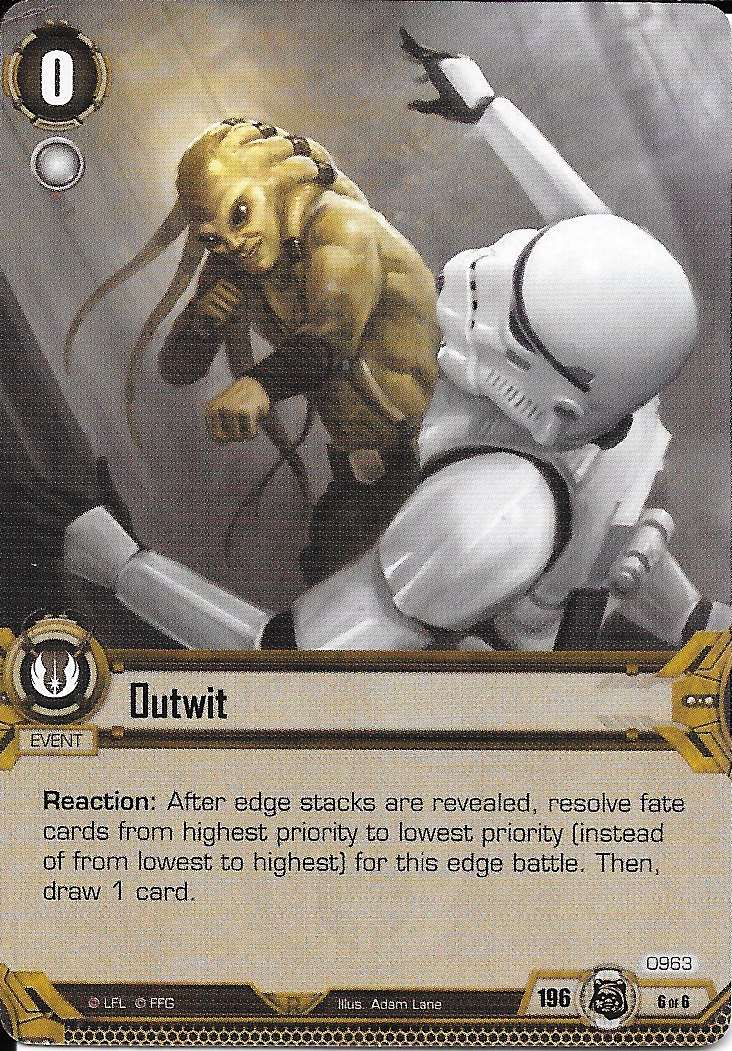 0
Outwit
EVENT
Reaction: After edge stacks are revealed, resolve fate
cards from highest priority to lowest priority (instead
of from lowest to highest) for this edge battle. Then,
draw 1 card.
0963
© LFL © FFG
Illus. Adam Lane
196
6 OF 6